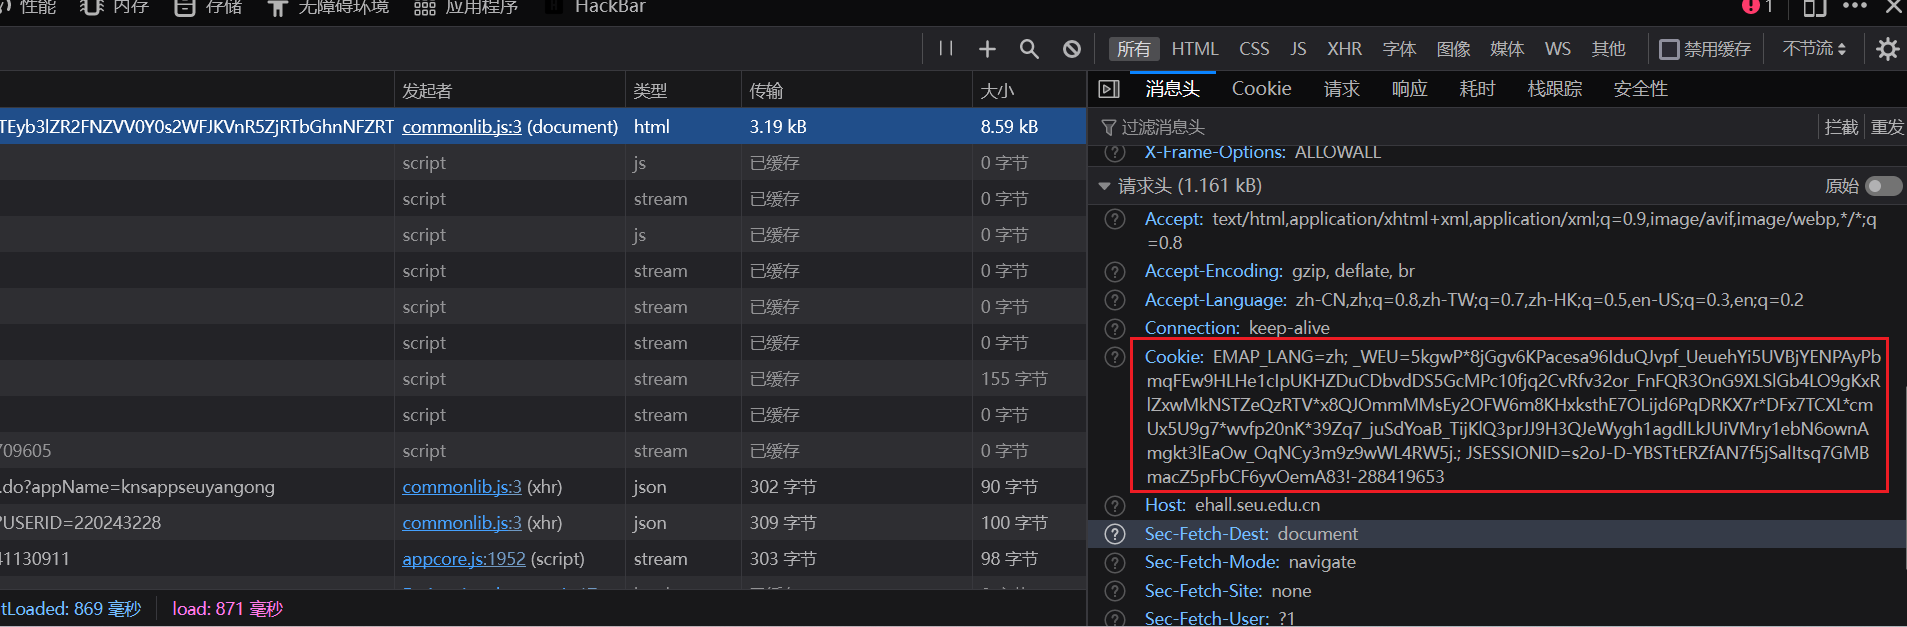 性能 内存 存储 无障碍环境 应用程序 HackBar 1
所有 HTML CSS JS XHR 字体 图像 媒体 WS 其他 禁用缓存 不节流
发起者 类型 传输 大小
TEyb3lZR2FNZVV0Y0s2WFJKVnR5ZjRTbGhnNFZRT commonlib.js:3 (document) html 3.19 kB 8.59 kB
script js 已缓存 0 字节
script stream 已缓存 0 字节
script js 已缓存 0 字节
script stream 已缓存 0 字节
script stream 已缓存 0 字节
script stream 已缓存 0 字节
script stream 已缓存 155 字节
script stream 已缓存 0 字节
709605 script stream 已缓存 0 字节
.do?appName=knsappseuyangong commonlib.js:3 (xhr) json 302 字节 90 字节
?USERID=220243228 commonlib.js:3 (xhr) json 309 字节 100 字节
41130911 appcore.js:1952 (script) stream 303 字节 98 字节
tLoaded: 869 毫秒 load: 871 毫秒
消息头 Cookie 请求 响应 耗时 栈跟踪 安全性
过滤消息头 拦截 重发
X-Frame-Options: ALLOWALL
请求头 (1.161 kB) 原始
Accept: text/html,application/xhtml+xml,application/xml;q=0.9,image/avif,image/webp,*/*;q
=0.8
Accept-Encoding: gzip, deflate, br
Accept-Language: zh-CN,zh;q=0.8,zh-TW;q=0.7,zh-HK;q=0.5,en-US;q=0.3,en;q=0.2
Connection: keep-alive
Cookie: EMAP_LANG=zh; _WEU=5kgwP*8jGgv6KPacesa96IduQJvpf_UeuehYi5UVBjYENPAyPb
mqFEw9HLHe1cIpUKHZDuCDbvdDS5GcMPc10fjq2CvRfv32or_FnFQR3OnG9XLSlGb4LO9gKxR
lZxwMkNSTZeQzRTV*x8QJOmmMMsEy2OFW6m8KHxksthE7OLijd6PqDRKX7r*DFx7TCXL*cm
Ux5U9g7*wvfp20nK*39Zq7_juSdYoaB_TijKlQ3prJJ9H3QJeWygh1agdlLkJUiVMry1ebN6ownA
mgkt3lEaOw_OqNCy3m9z9wWL4RW5j.; JSESSIONID=s2oJ-D-YBSTtERZfAN7f5jSalItsq7GMB
macZ5pFbCF6yvOemA83!-288419653
Host: ehall.seu.edu.cn
Sec-Fetch-Dest: document
Sec-Fetch-Mode: navigate
Sec-Fetch-Site: none
Sec-Fetch-User: ?1